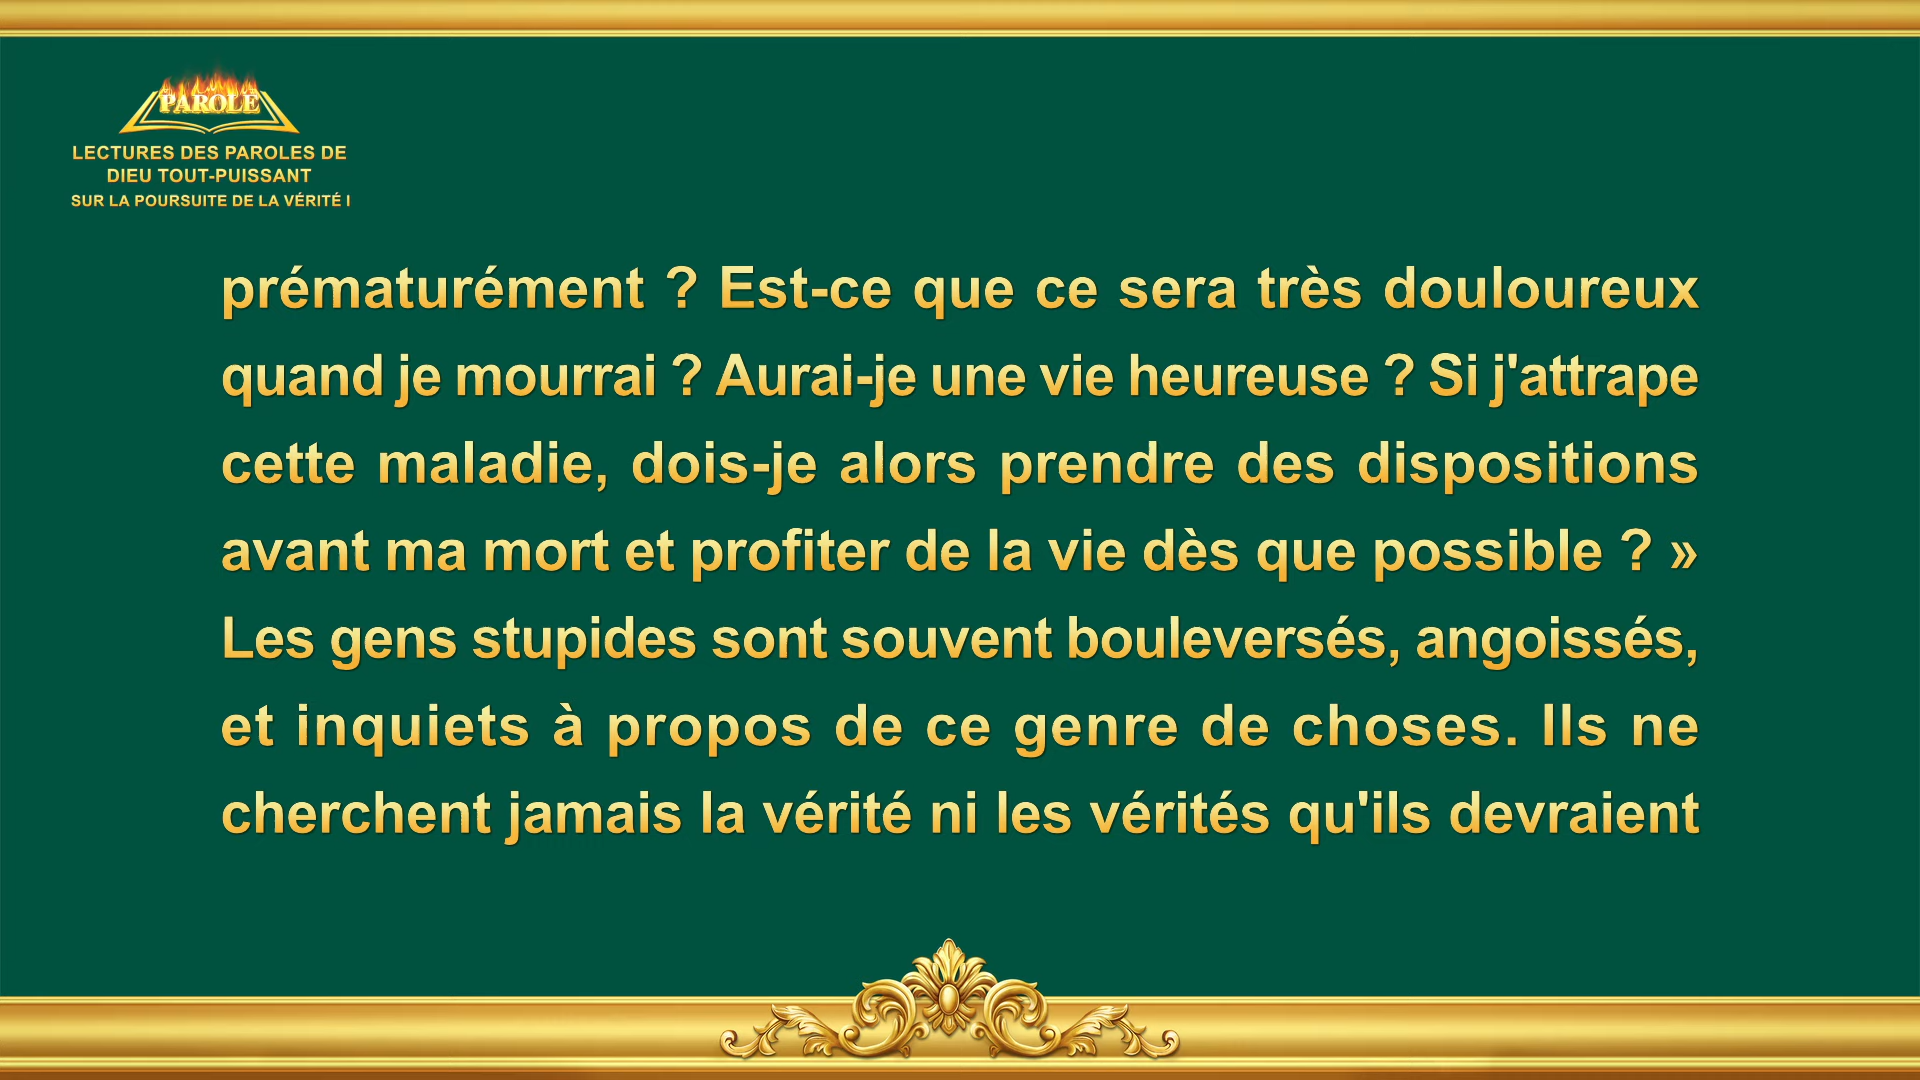 PAROLE
LECTURES DES PAROLES DE
DIEU TOUT-PUISSANT
SUR LA POURSUITE DE LA VÉRITÉ I
prématurément ? Est-ce que ce sera très douloureux
quand je mourrai ? Aurai-je une vie heureuse ? Si j'attrape
cette maladie, dois-je alors prendre des dispositions
avant ma mort et profiter de la vie dès que possible ? »
Les gens stupides sont souvent bouleversés, angoissés,
et inquiets à propos de ce genre de choses. Ils ne
cherchent jamais la vérité ni les vérités qu'ils devraient